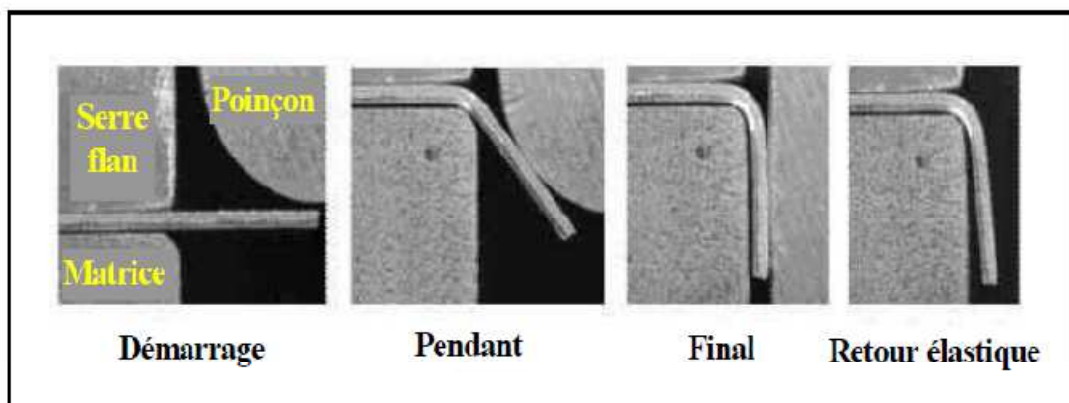 Serre
flan
Poinçon
Matrice
Démarrage
Pendant
Final
Retour élastique